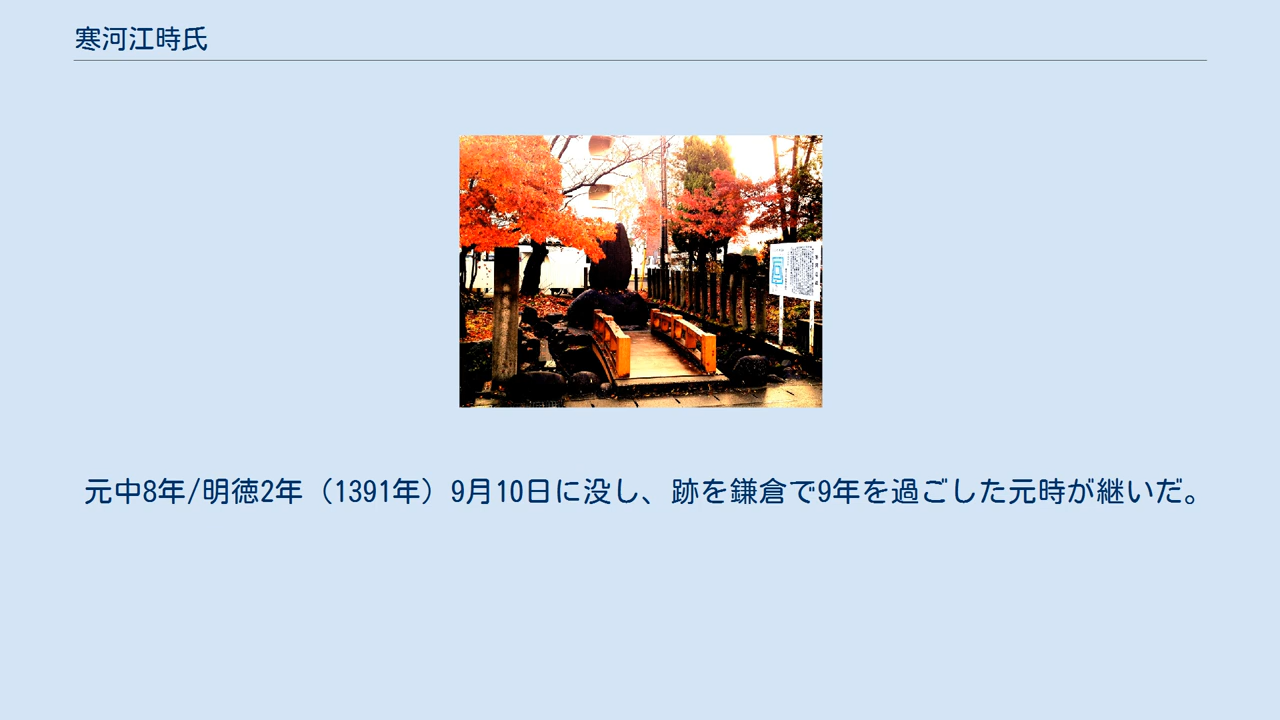 寒河江時氏
元中8年/明徳2年（1391年）9月10日に没し、跡を鎌倉で9年を過ごした元時が継いだ。